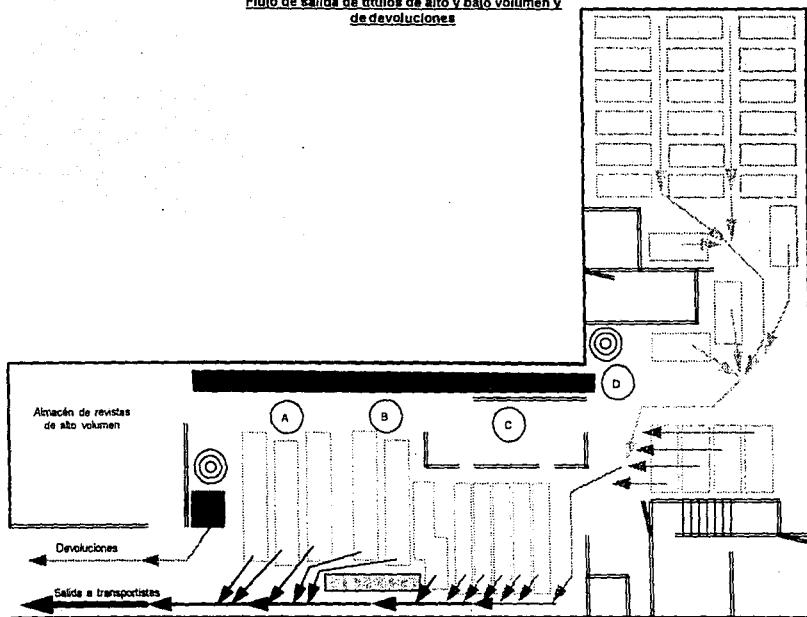 Flujo de salida de títulos de alto y bajo volumen y
de devoluciones
D
A
B
C
Almacén de revistas
de alto volumen
Devoluciones
Salida a transportistas